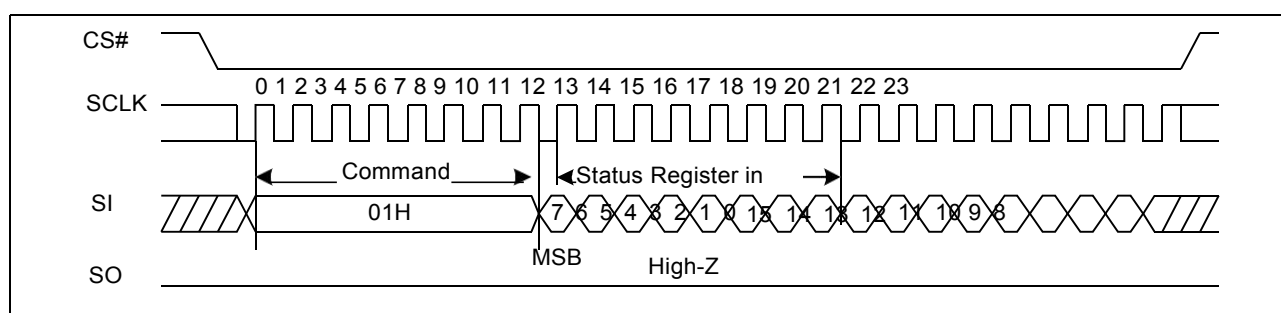 CS#
0 1 2 3 4 5 6 7 8 9 10 11 12 13 14 15 16 17 18 19 20 21 22 23
SCLK
Command Status Register in
SI 01H 7 6 5 4 3 2 1 0 15 14 13 12 11 10 9 8
MSB High-Z
SO